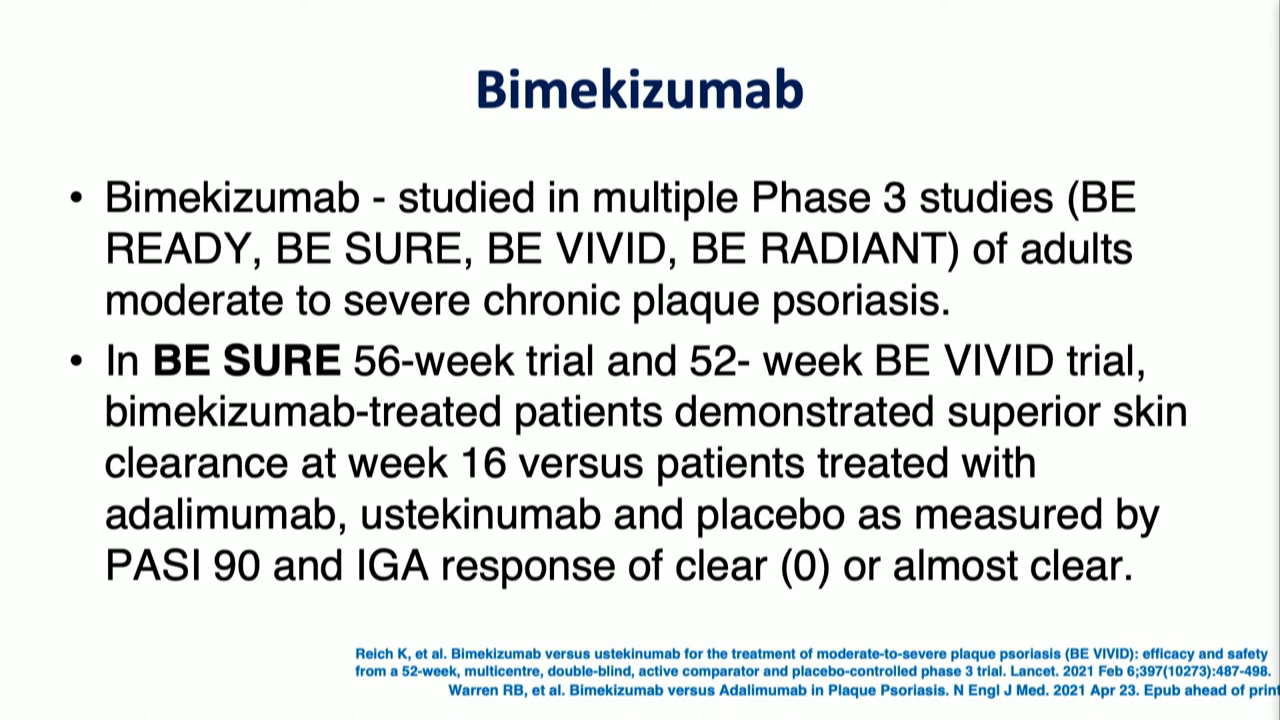 Bimekizumab
• Bimekizumab - studied in multiple Phase 3 studies (BE
READY, BE SURE, BE VIVID, BE RADIANT) of adults
moderate to severe chronic plaque psoriasis.
• In BE SURE 56-week trial and 52- week BE VIVID trial,
bimekizumab-treated patients demonstrated superior skin
clearance at week 16 versus patients treated with
adalimumab, ustekinumab and placebo as measured by
PASI 90 and IGA response of clear (0) or almost clear.
Reich K, et al. Bimekizumab versus ustekinumab for the treatment of moderate-to-severe plaque psoriasis (BE VIVID): efficacy and safety
from a 52-week, multicentre, double-blind, active comparator and placebo-controlled phase 3 trial. Lancet. 2021 Feb 6;397(10273):487-498.
Warren RB, et al. Bimekizumab versus Adalimumab in Plaque Psoriasis. N Engl J Med. 2021 Apr 23. Epub ahead of print